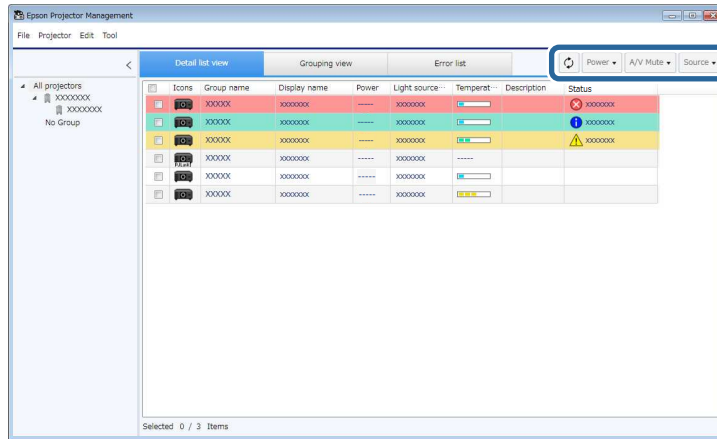 Epson Projector Management
File Projector Edit Tool
< Detail list view Grouping view Error list Power A/V Mute Source
All projectors
XXXXXXX
XXXXXXX
No Group
Icons Group name Display name Power Light source… Temperat… Description Status
XXXXX xxxxxxx ----- xxxxxxx xxxxxxx
XXXXX xxxxxxx ----- xxxxxxx xxxxxxx
XXXXX xxxxxxx ----- xxxxxxx xxxxxxx
PJLink XXXXX xxxxxxx ----- xxxxxxx -----
XXXXX xxxxxxx ----- xxxxxxx
XXXXX xxxxxxx ----- xxxxxxx
Selected 0 / 3 Items